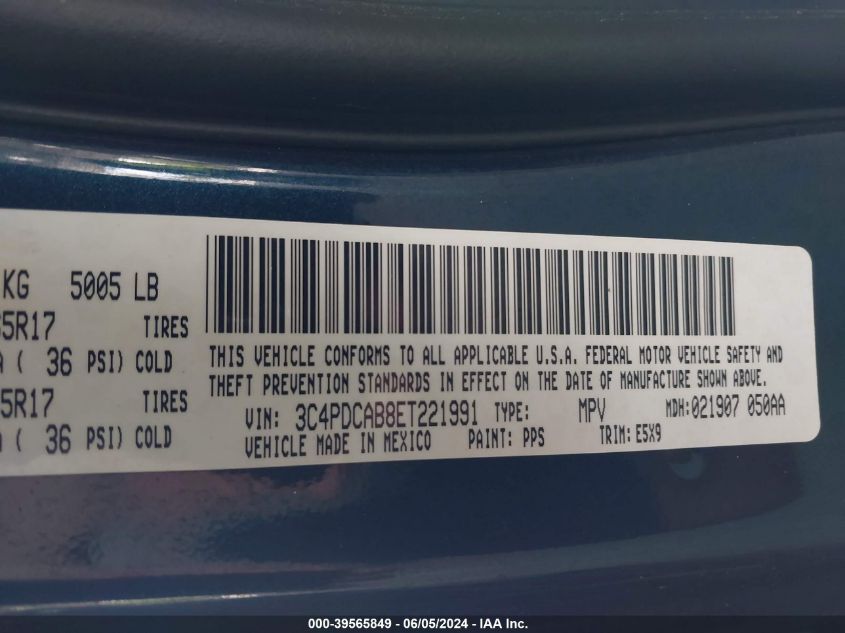 KG 5005 LB
5R17 TIRES
( 36 PSI) COLD
5R17 TIRES
( 36 PSI) COLD
THIS VEHICLE CONFORMS TO ALL APPLICABLE U.S.A. FEDERAL MOTOR VEHICLE SAFETY AND
THEFT PREVENTION STANDARDS IN EFFECT ON THE DATE OF MANUFACTURE SHOWN ABOVE.
VIN: 3C4PDCAB8ET221991 TYPE: MPV MDH:021907 050AA
VEHICLE MADE IN MEXICO PAINT: PPS TRIM: E5X9
000-39565849 - 06/05/2024 - IAA Inc.